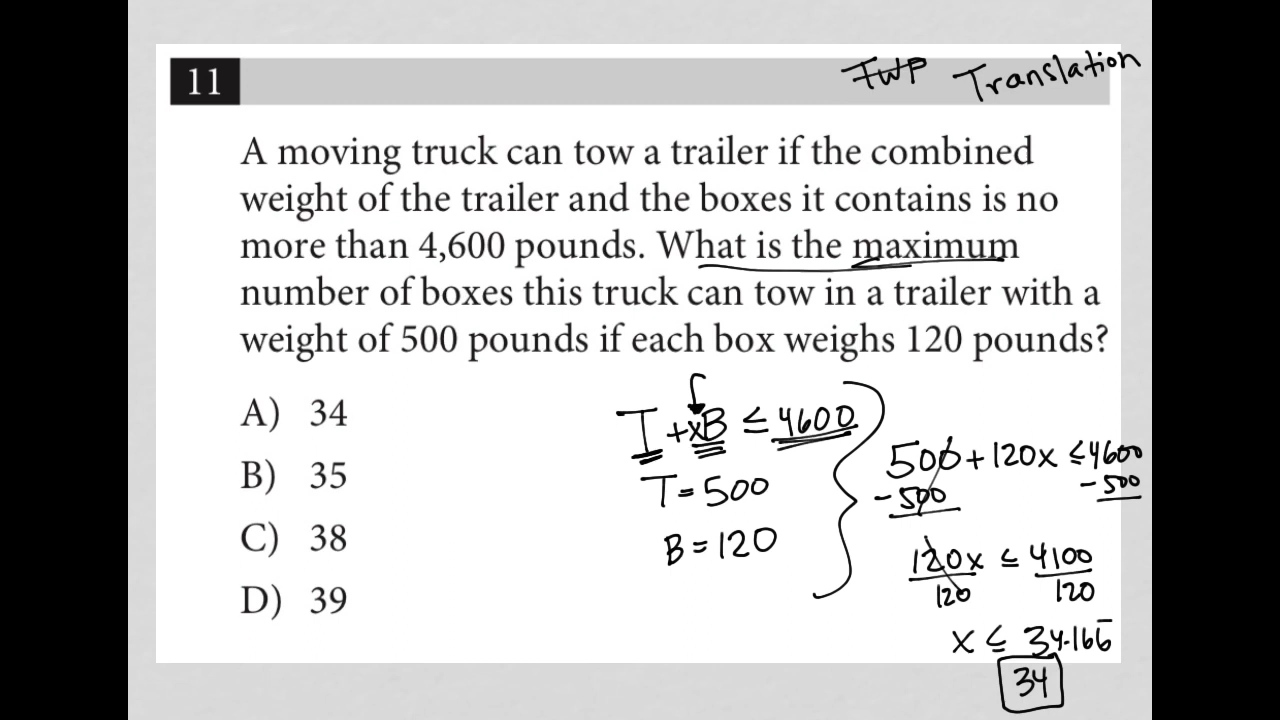 11
FWP Translation
A moving truck can tow a trailer if the combined
weight of the trailer and the boxes it contains is no
more than 4,600 pounds. What is the maximum
number of boxes this truck can tow in a trailer with a
weight of 500 pounds if each box weighs 120 pounds?
A) 34
B) 35
C) 38
D) 39
T + xB ≤ 4600
T = 500
B = 120
500 + 120x ≤ 4600
- 500 - 500
120x ≤ 4100
120 120
x ≤ 34.166̅
34